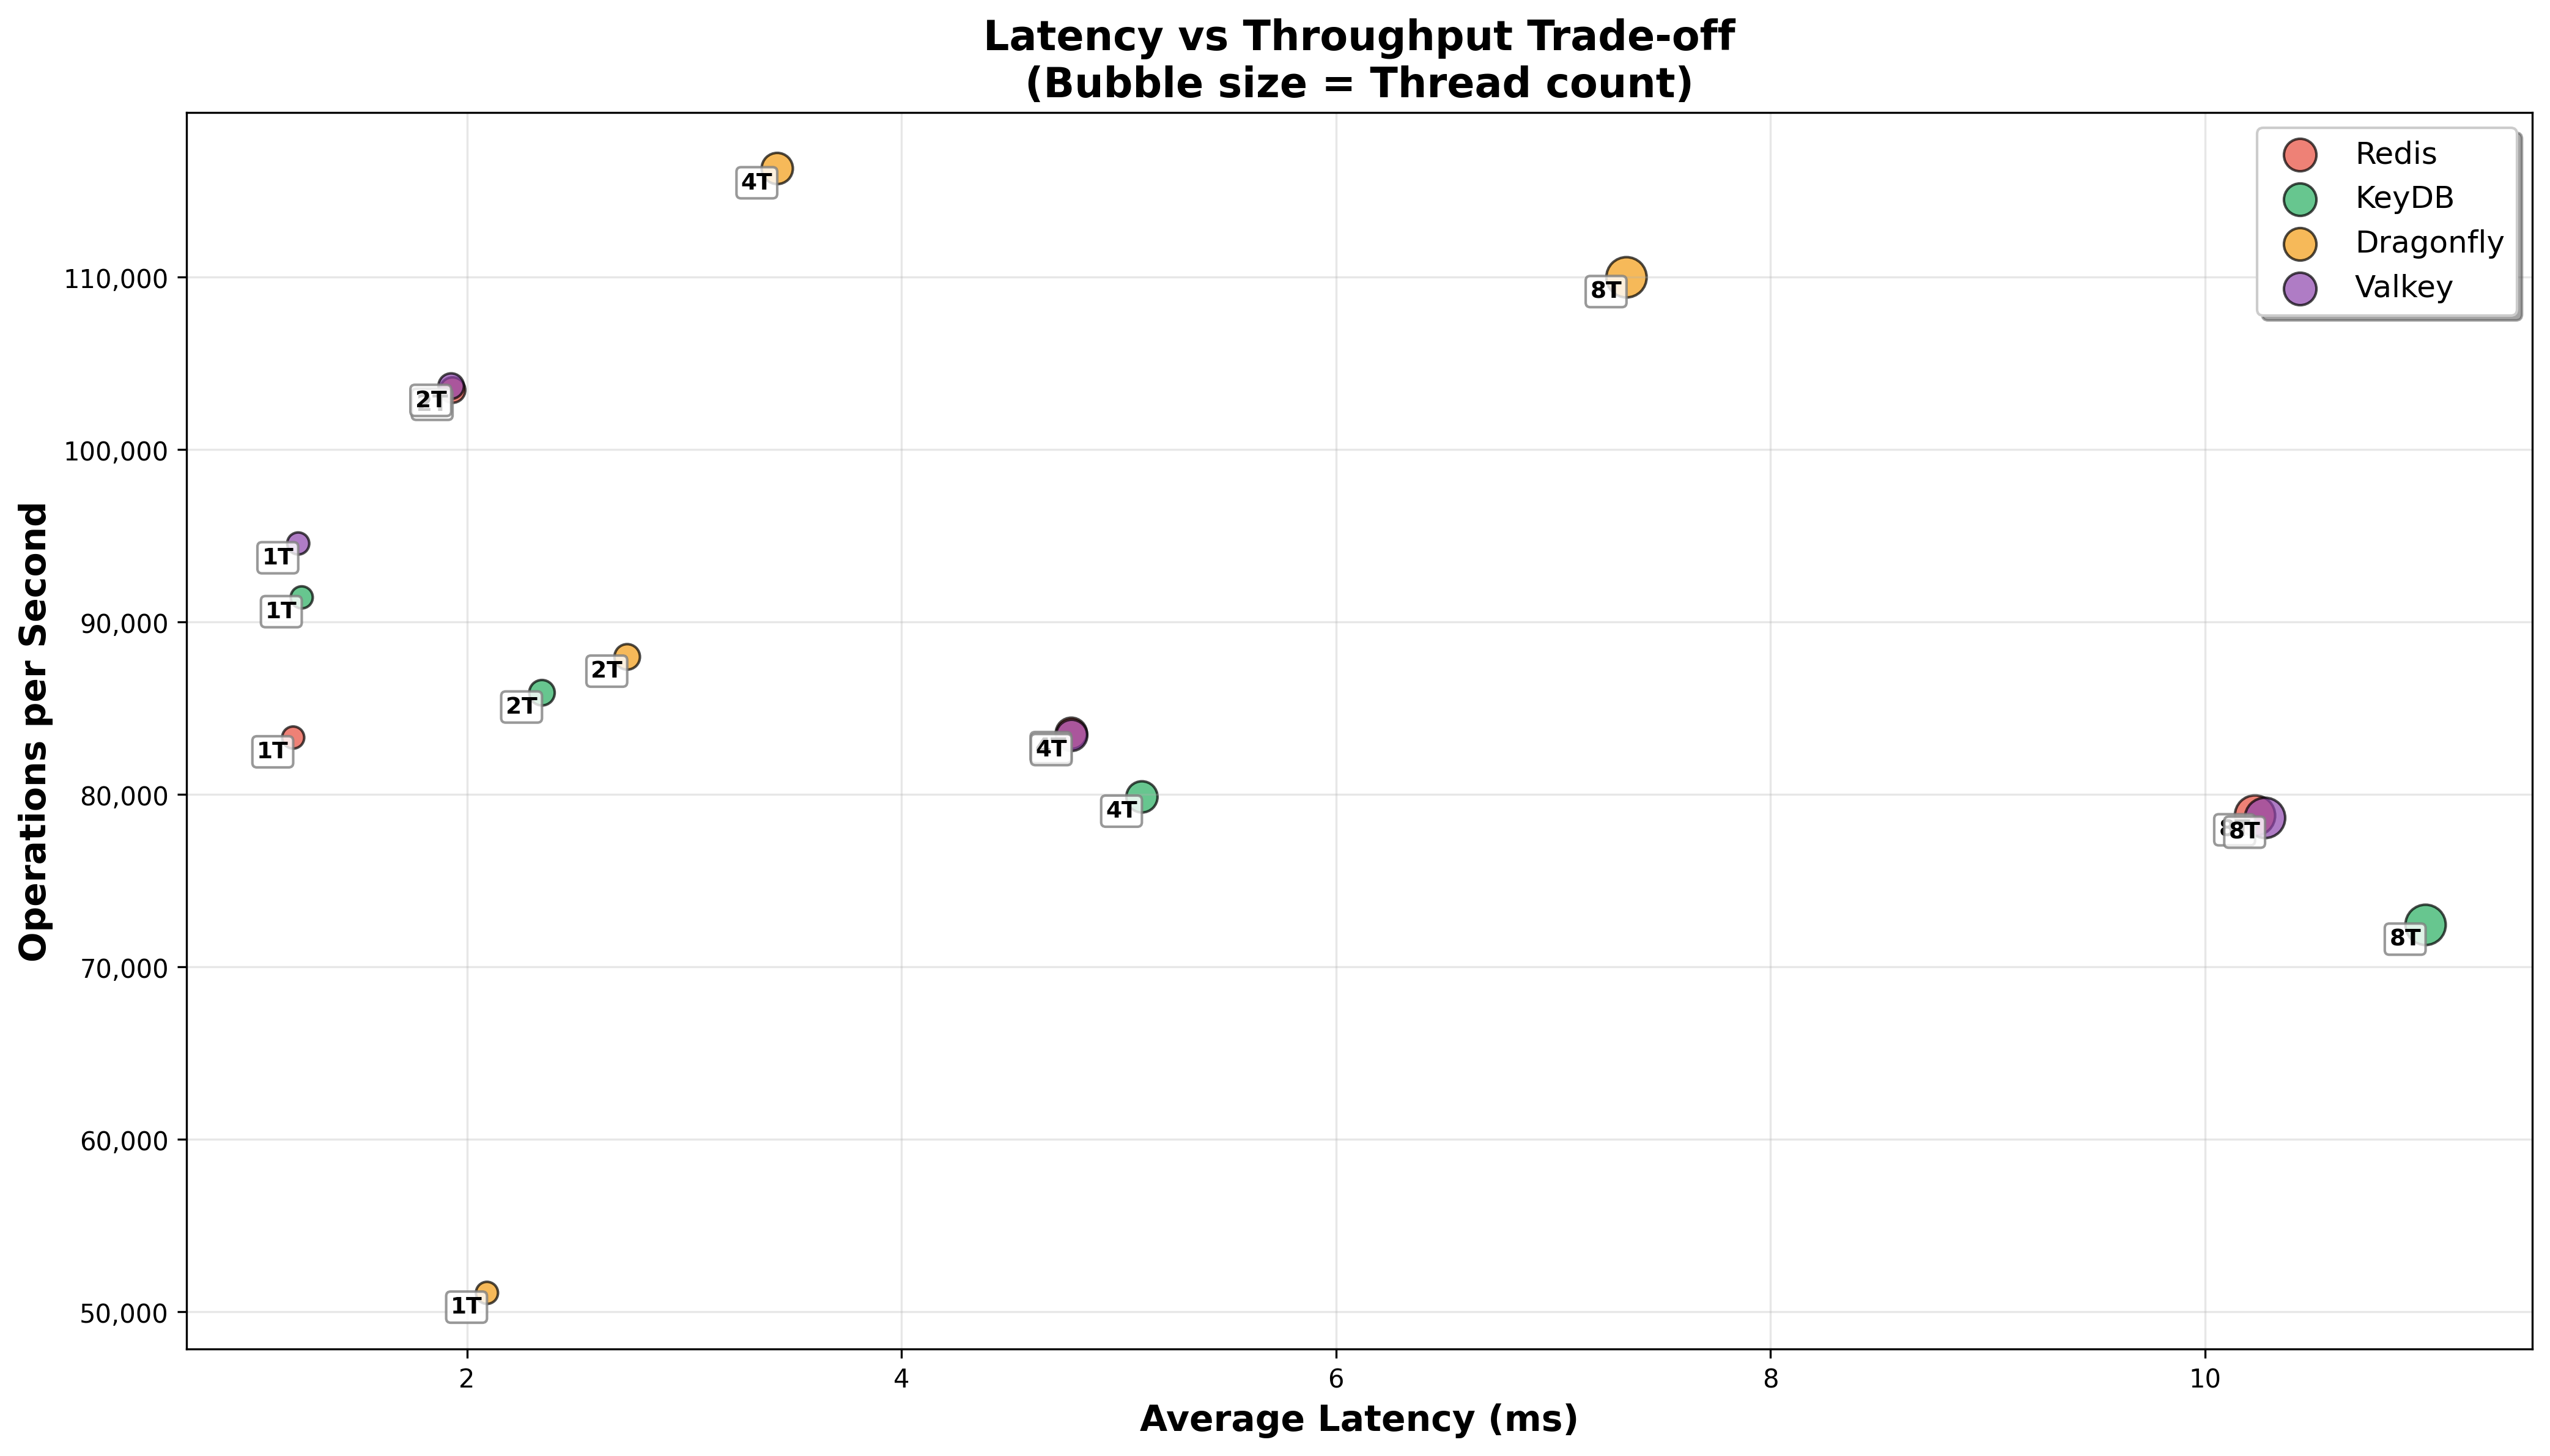 Latency vs Throughput Trade-off
(Bubble size = Thread count)
Operations per Second
110,000
100,000
90,000
80,000
70,000
60,000
50,000
4T
8T
2T
1T
1T
2T
2T
1T
4T
4T
8T
8T
1T
Redis
KeyDB
Dragonfly
Valkey
2
4
6
8
10
Average Latency (ms)